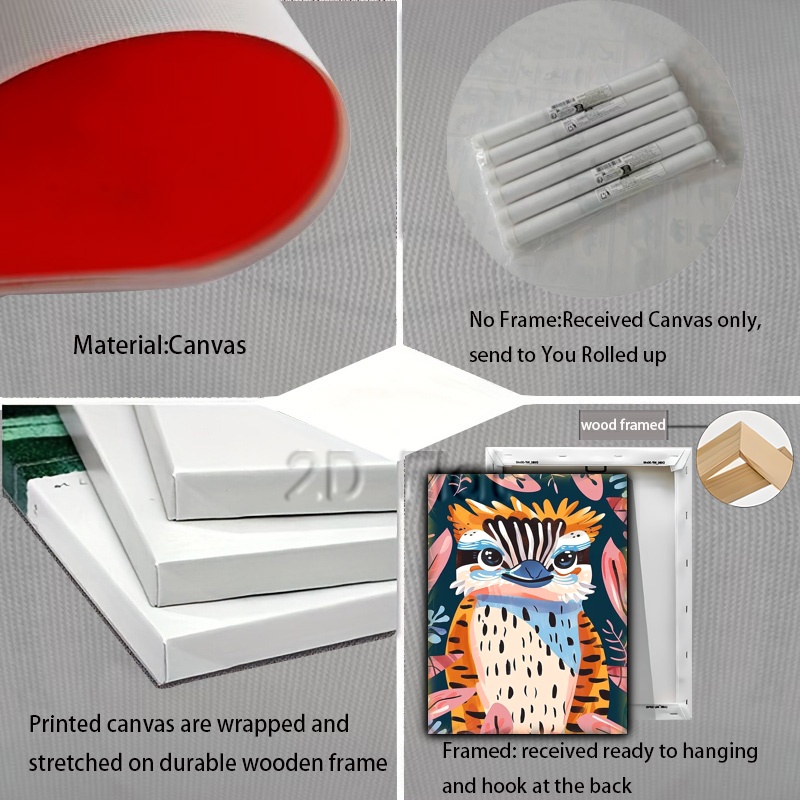 Material:Canvas
No Frame:Received Canvas only,
send to You Rolled up
2D
wood framed
Printed canvas are wrapped and
stretched on durable wooden frame
Framed: received ready to hanging
and hook at the back